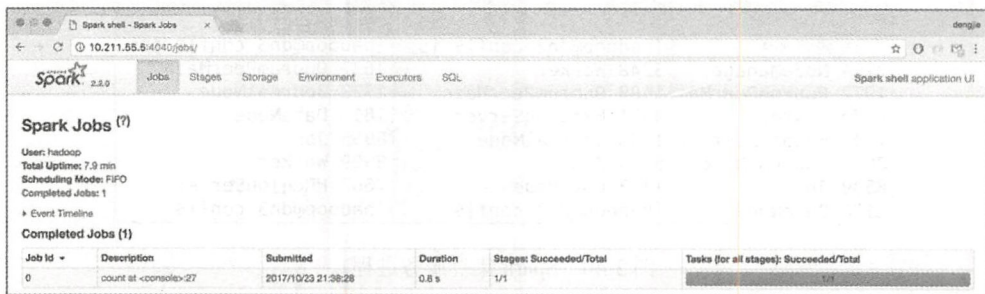 Spark shell - Spark Jobs
dengjie
10.211.55.5:4040/jobs/
APACHE Spark 2.2.0 Jobs Stages Storage Environment Executors SQL Spark shell application UI
Spark Jobs (?)
User: hadoop
Total Uptime: 7.9 min
Scheduling Mode: FIFO
Completed Jobs: 1
Event Timeline
Completed Jobs (1)
Job Id Description Submitted Duration Stages: Succeeded/Total Tasks (for all stages): Succeeded/Total
0 count at <console>:27 2017/10/23 21:38:28 0.8 s 1/1 1/1